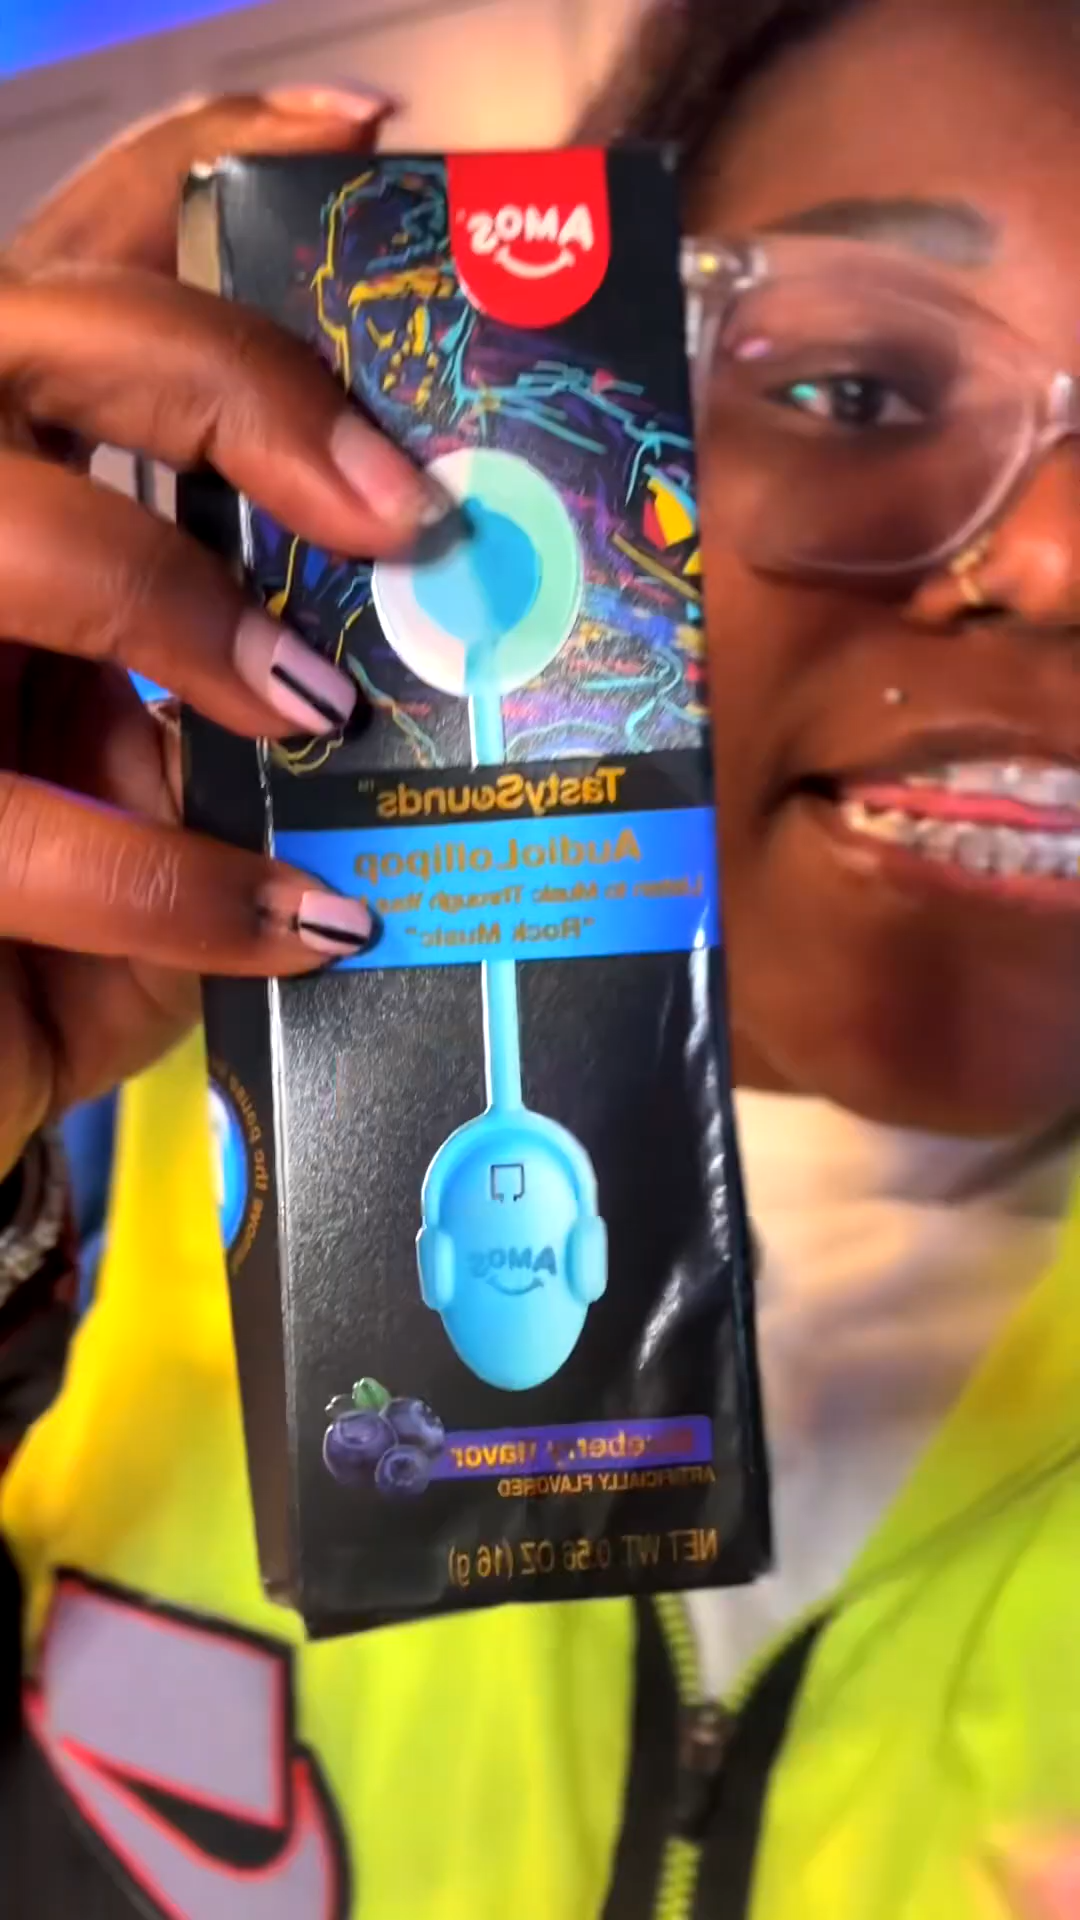 AMOS
TastySounds™
AudioLollipop
Listen to Music Through Your
"Rock Music"
AMOS
flavor
ARTIFICIALLY FLAVORED
NET WT. 0.56 OZ (16 g)